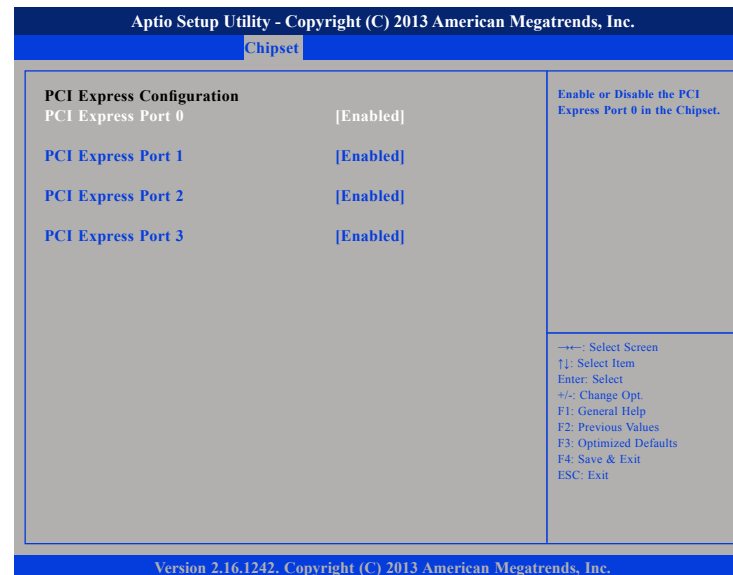 Aptio Setup Utility - Copyright (C) 2013 American Megatrends, Inc.
Chipset
PCI Express Configuration
PCI Express Port 0 [Enabled]
PCI Express Port 1 [Enabled]
PCI Express Port 2 [Enabled]
PCI Express Port 3 [Enabled]
Enable or Disable the PCI
Express Port 0 in the Chipset.
→←: Select Screen
↑↓: Select Item
Enter: Select
+/-: Change Opt.
F1: General Help
F2: Previous Values
F3: Optimized Defaults
F4: Save & Exit
ESC: Exit
Version 2.16.1242. Copyright (C) 2013 American Megatrends, Inc.